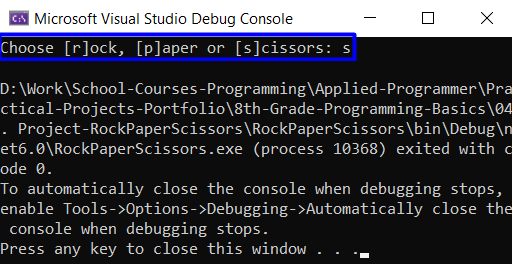 Microsoft Visual Studio Debug Console
Choose [r]ock, [p]aper or [s]cissors: s
D:\Work\School-Courses-Programming\Applied-Programmer\Pra
ctical-Projects-Portfolio\8th-Grade-Programming-Basics\04
. Project-RockPaperScissors\RockPaperScissors\bin\Debug\n
et6.0\RockPaperScissors.exe (process 10368) exited with c
ode 0.
To automatically close the console when debugging stops,
enable Tools->Options->Debugging->Automatically close the
 console when debugging stops.
Press any key to close this window . . .